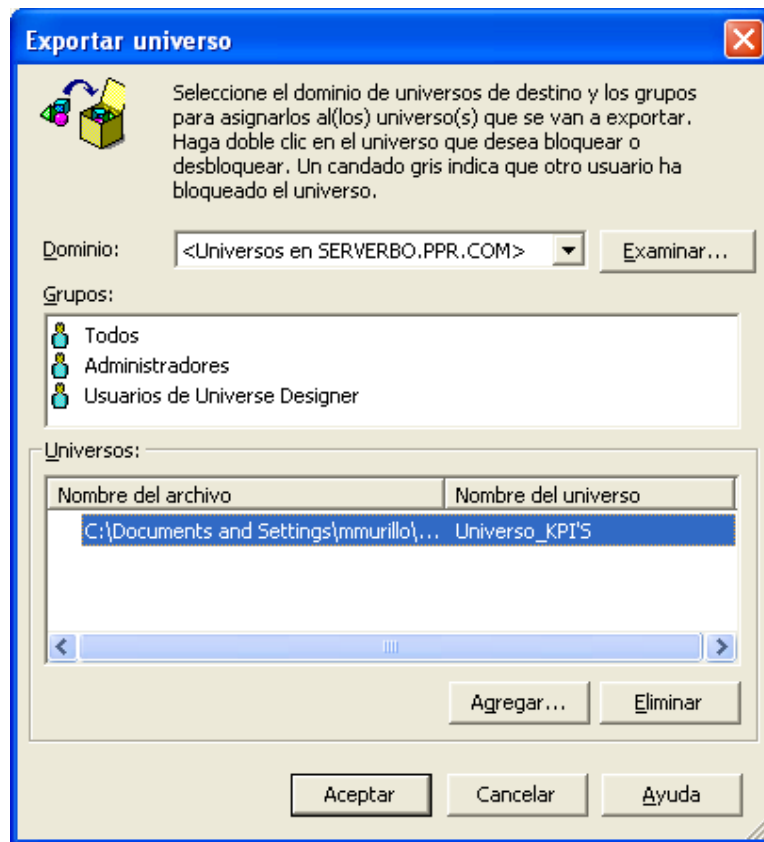 Exportar universo
Seleccione el dominio de universos de destino y los grupos
para asignarlos al(los) universo(s) que se van a exportar.
Haga doble clic en el universo que desea bloquear o
desbloquear. Un candado gris indica que otro usuario ha
bloqueado el universo.
Dominio: <Universos en SERVERBO.PPR.COM> Examinar...
Grupos:
Todos
Administradores
Usuarios de Universe Designer
Universos:
Nombre del archivo Nombre del universo
C:\Documents and Settings\mmurillo\... Universo_KPI'S
Agregar... Eliminar
Aceptar Cancelar Ayuda